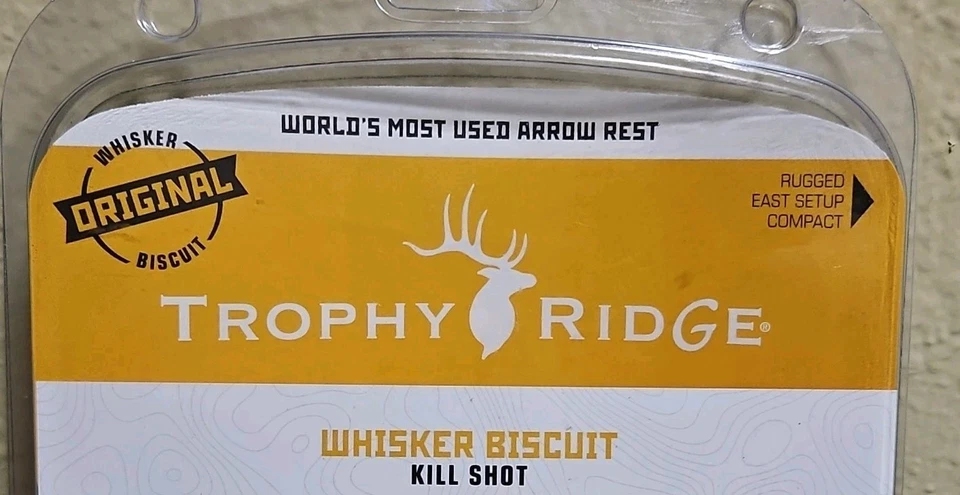 WORLD'S MOST USED ARROW REST
WHISKER
ORIGINAL
BISCUIT
RUGGED
EAST SETUP
COMPACT
TROPHY RIDGE®
WHISKER BISCUIT
KILL SHOT